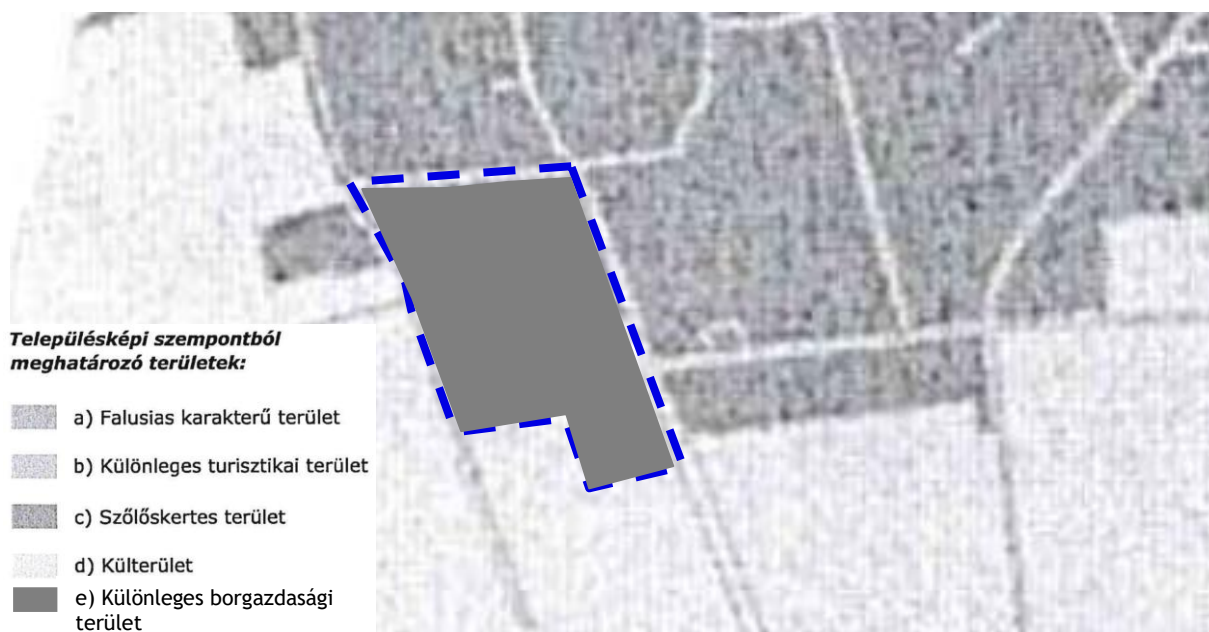 Településképi szempontból
meghatározó területek:
a) Falusias karakterű terület
b) Különleges turisztikai terület
c) Szőlőskertes terület
d) Külterület
e) Különleges borgazdasági
terület